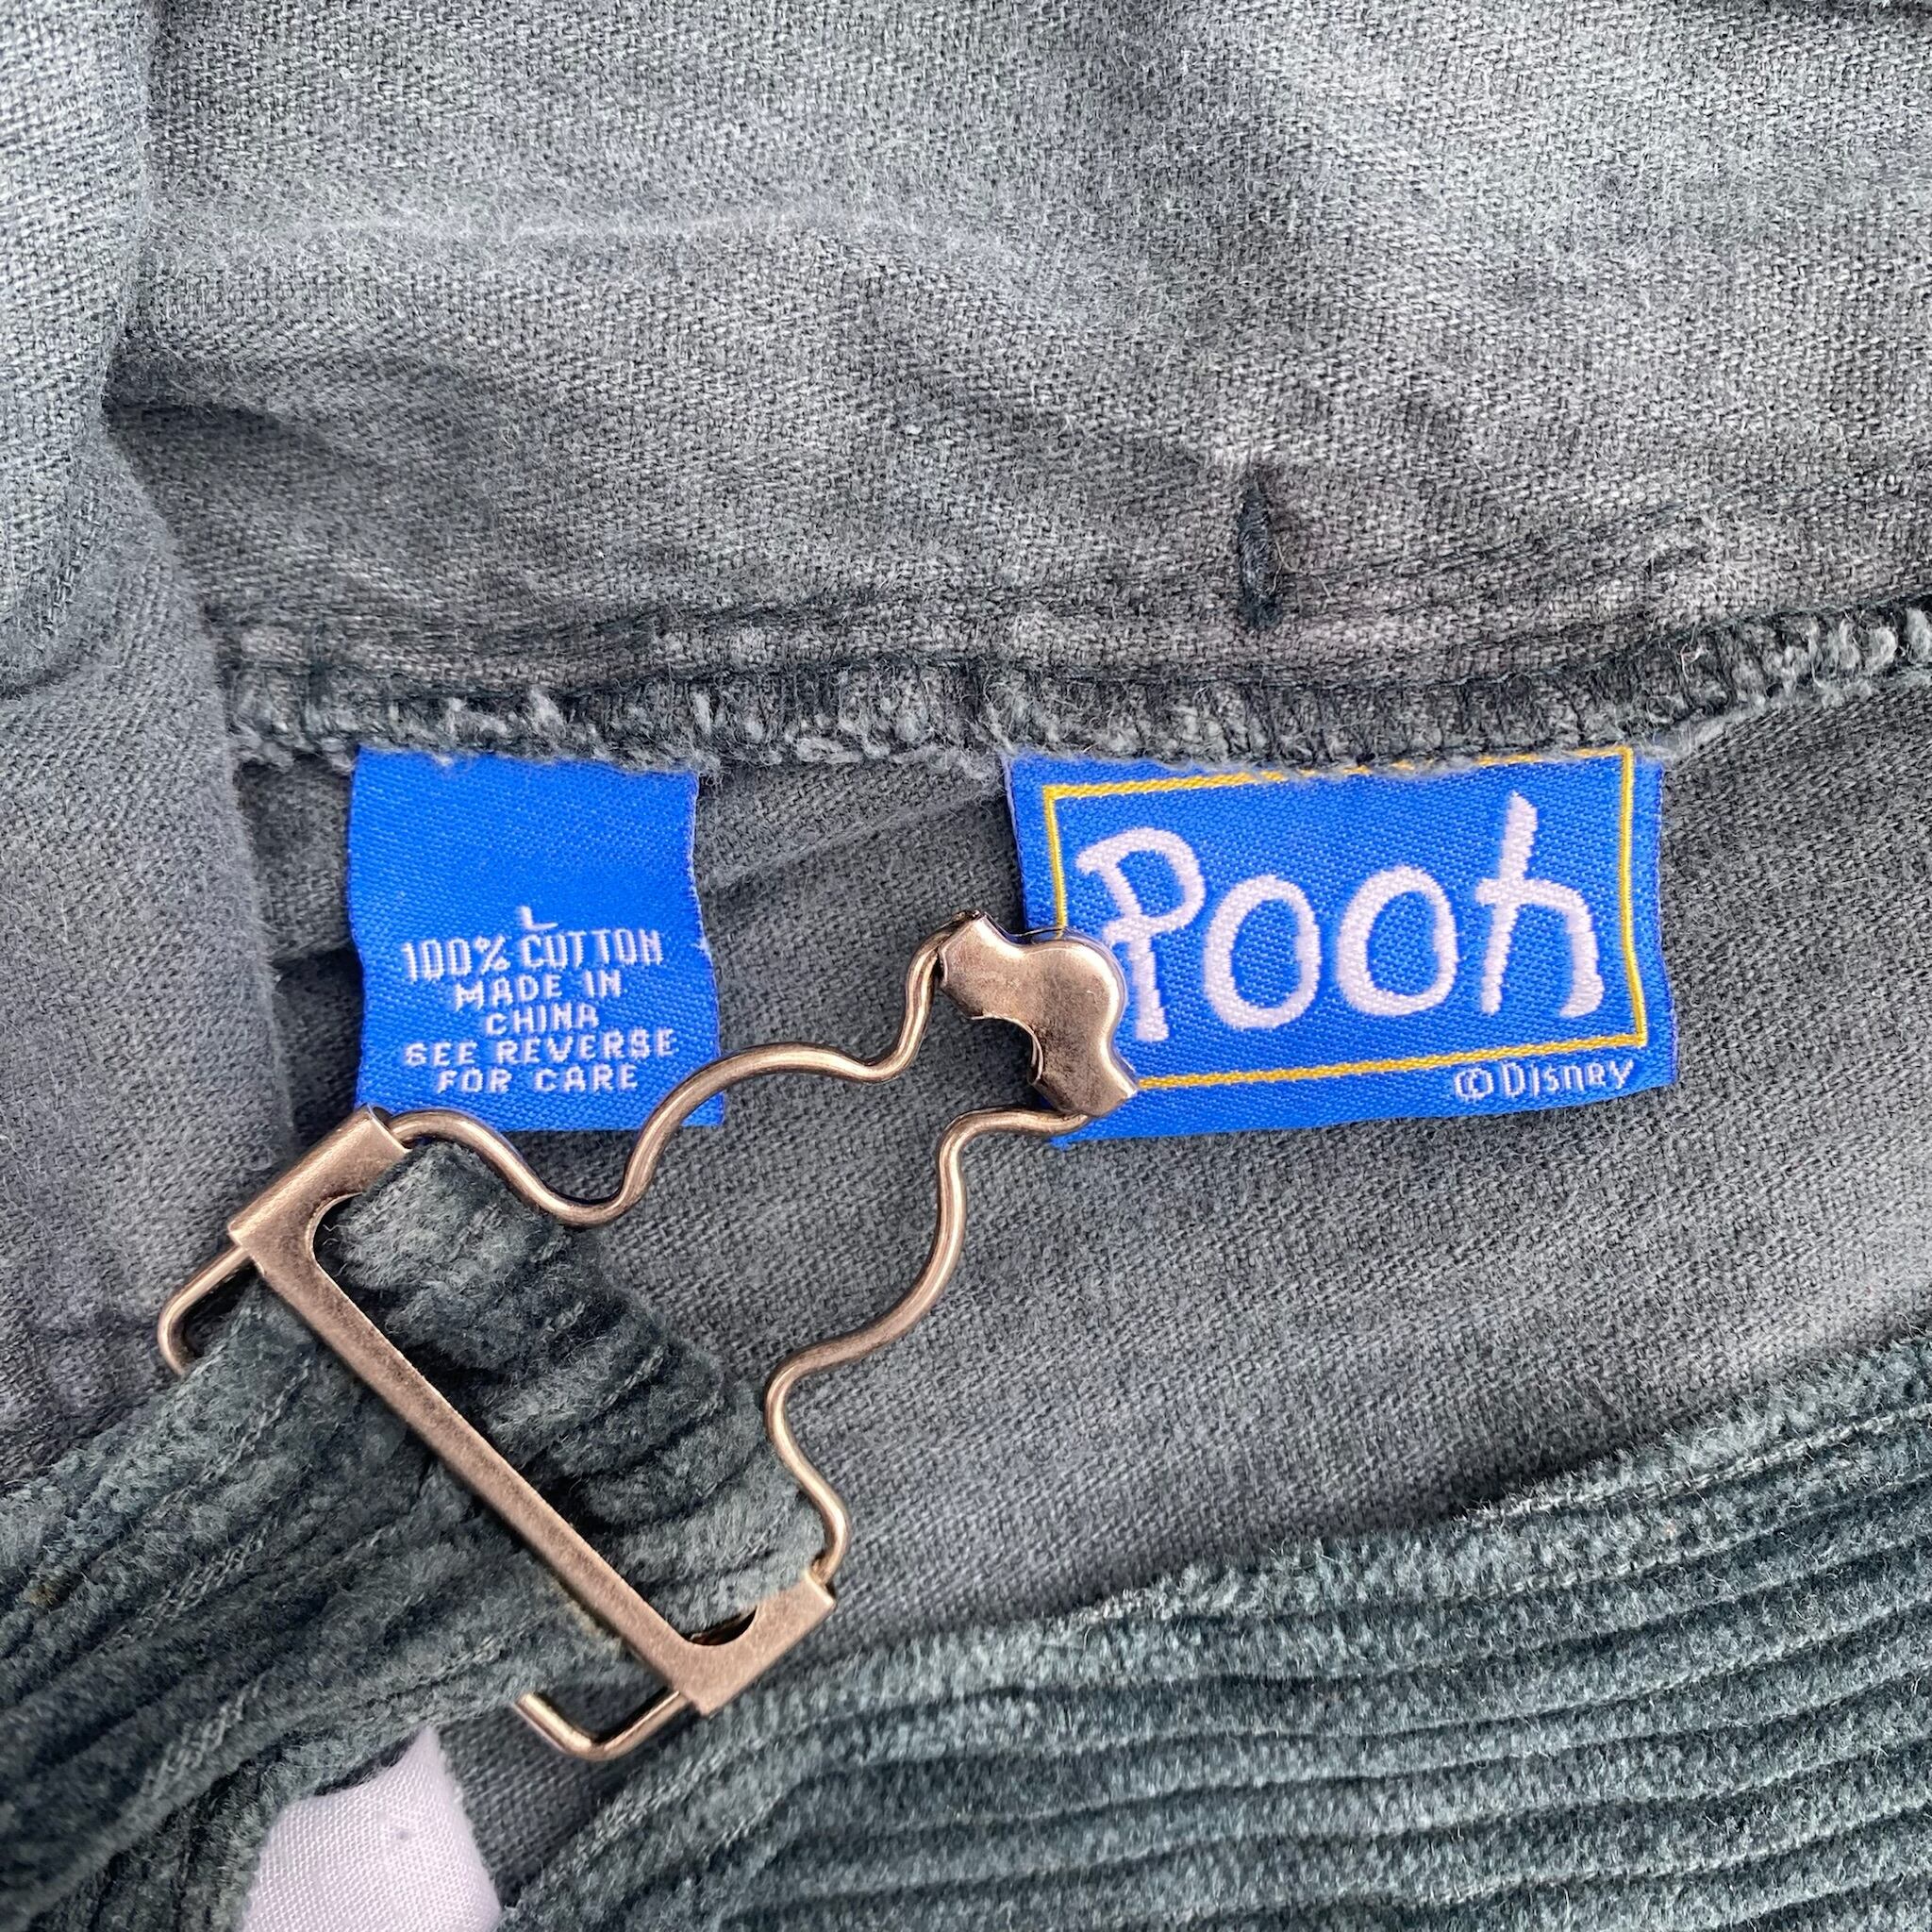 L
100% COTTON
MADE IN
CHINA
SEE REVERSE
FOR CARE
Pooh
© Disney